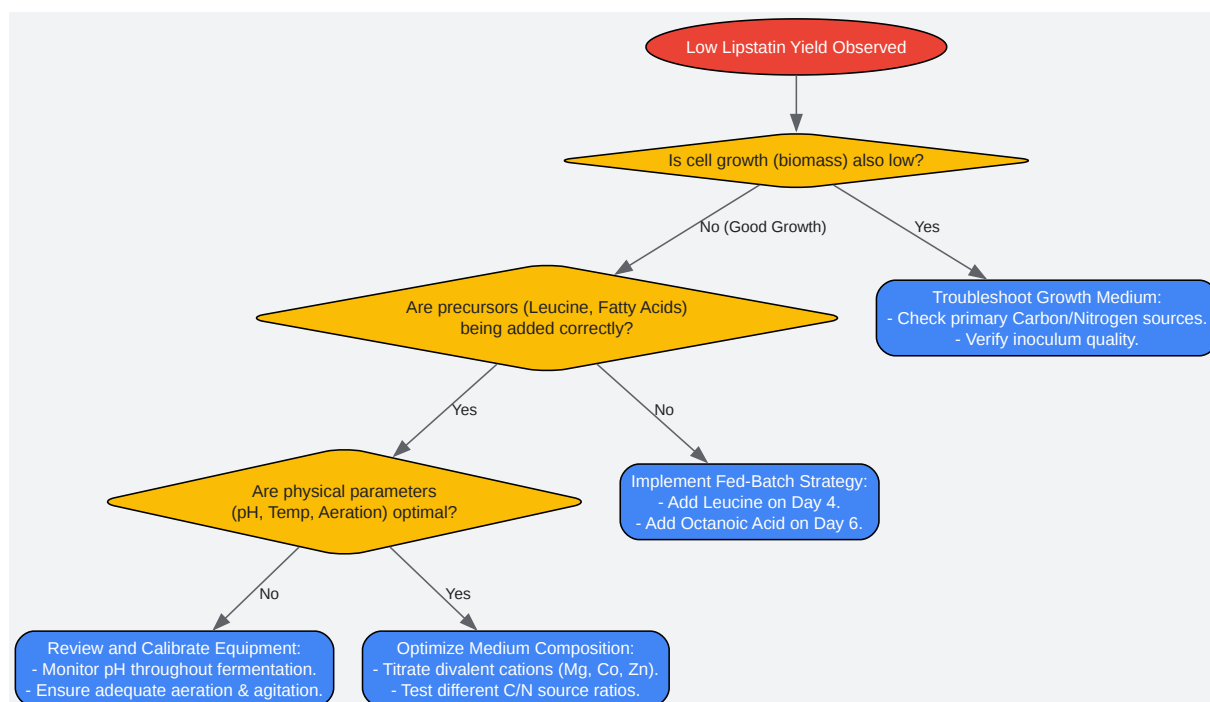 Low Lipstatin Yield Observed
Is cell growth (biomass) also low?
No (Good Growth)
Yes
Are precursors (Leucine, Fatty Acids)
being added correctly?
Troubleshoot Growth Medium:
- Check primary Carbon/Nitrogen sources.
- Verify inoculum quality.
Yes
No
Are physical parameters
(pH, Temp, Aeration) optimal?
Implement Fed-Batch Strategy:
- Add Leucine on Day 4.
- Add Octanoic Acid on Day 6.
No
Yes
Review and Calibrate Equipment:
- Monitor pH throughout fermentation.
- Ensure adequate aeration & agitation.
Optimize Medium Composition:
- Titrate divalent cations (Mg, Co, Zn).
- Test different C/N source ratios.